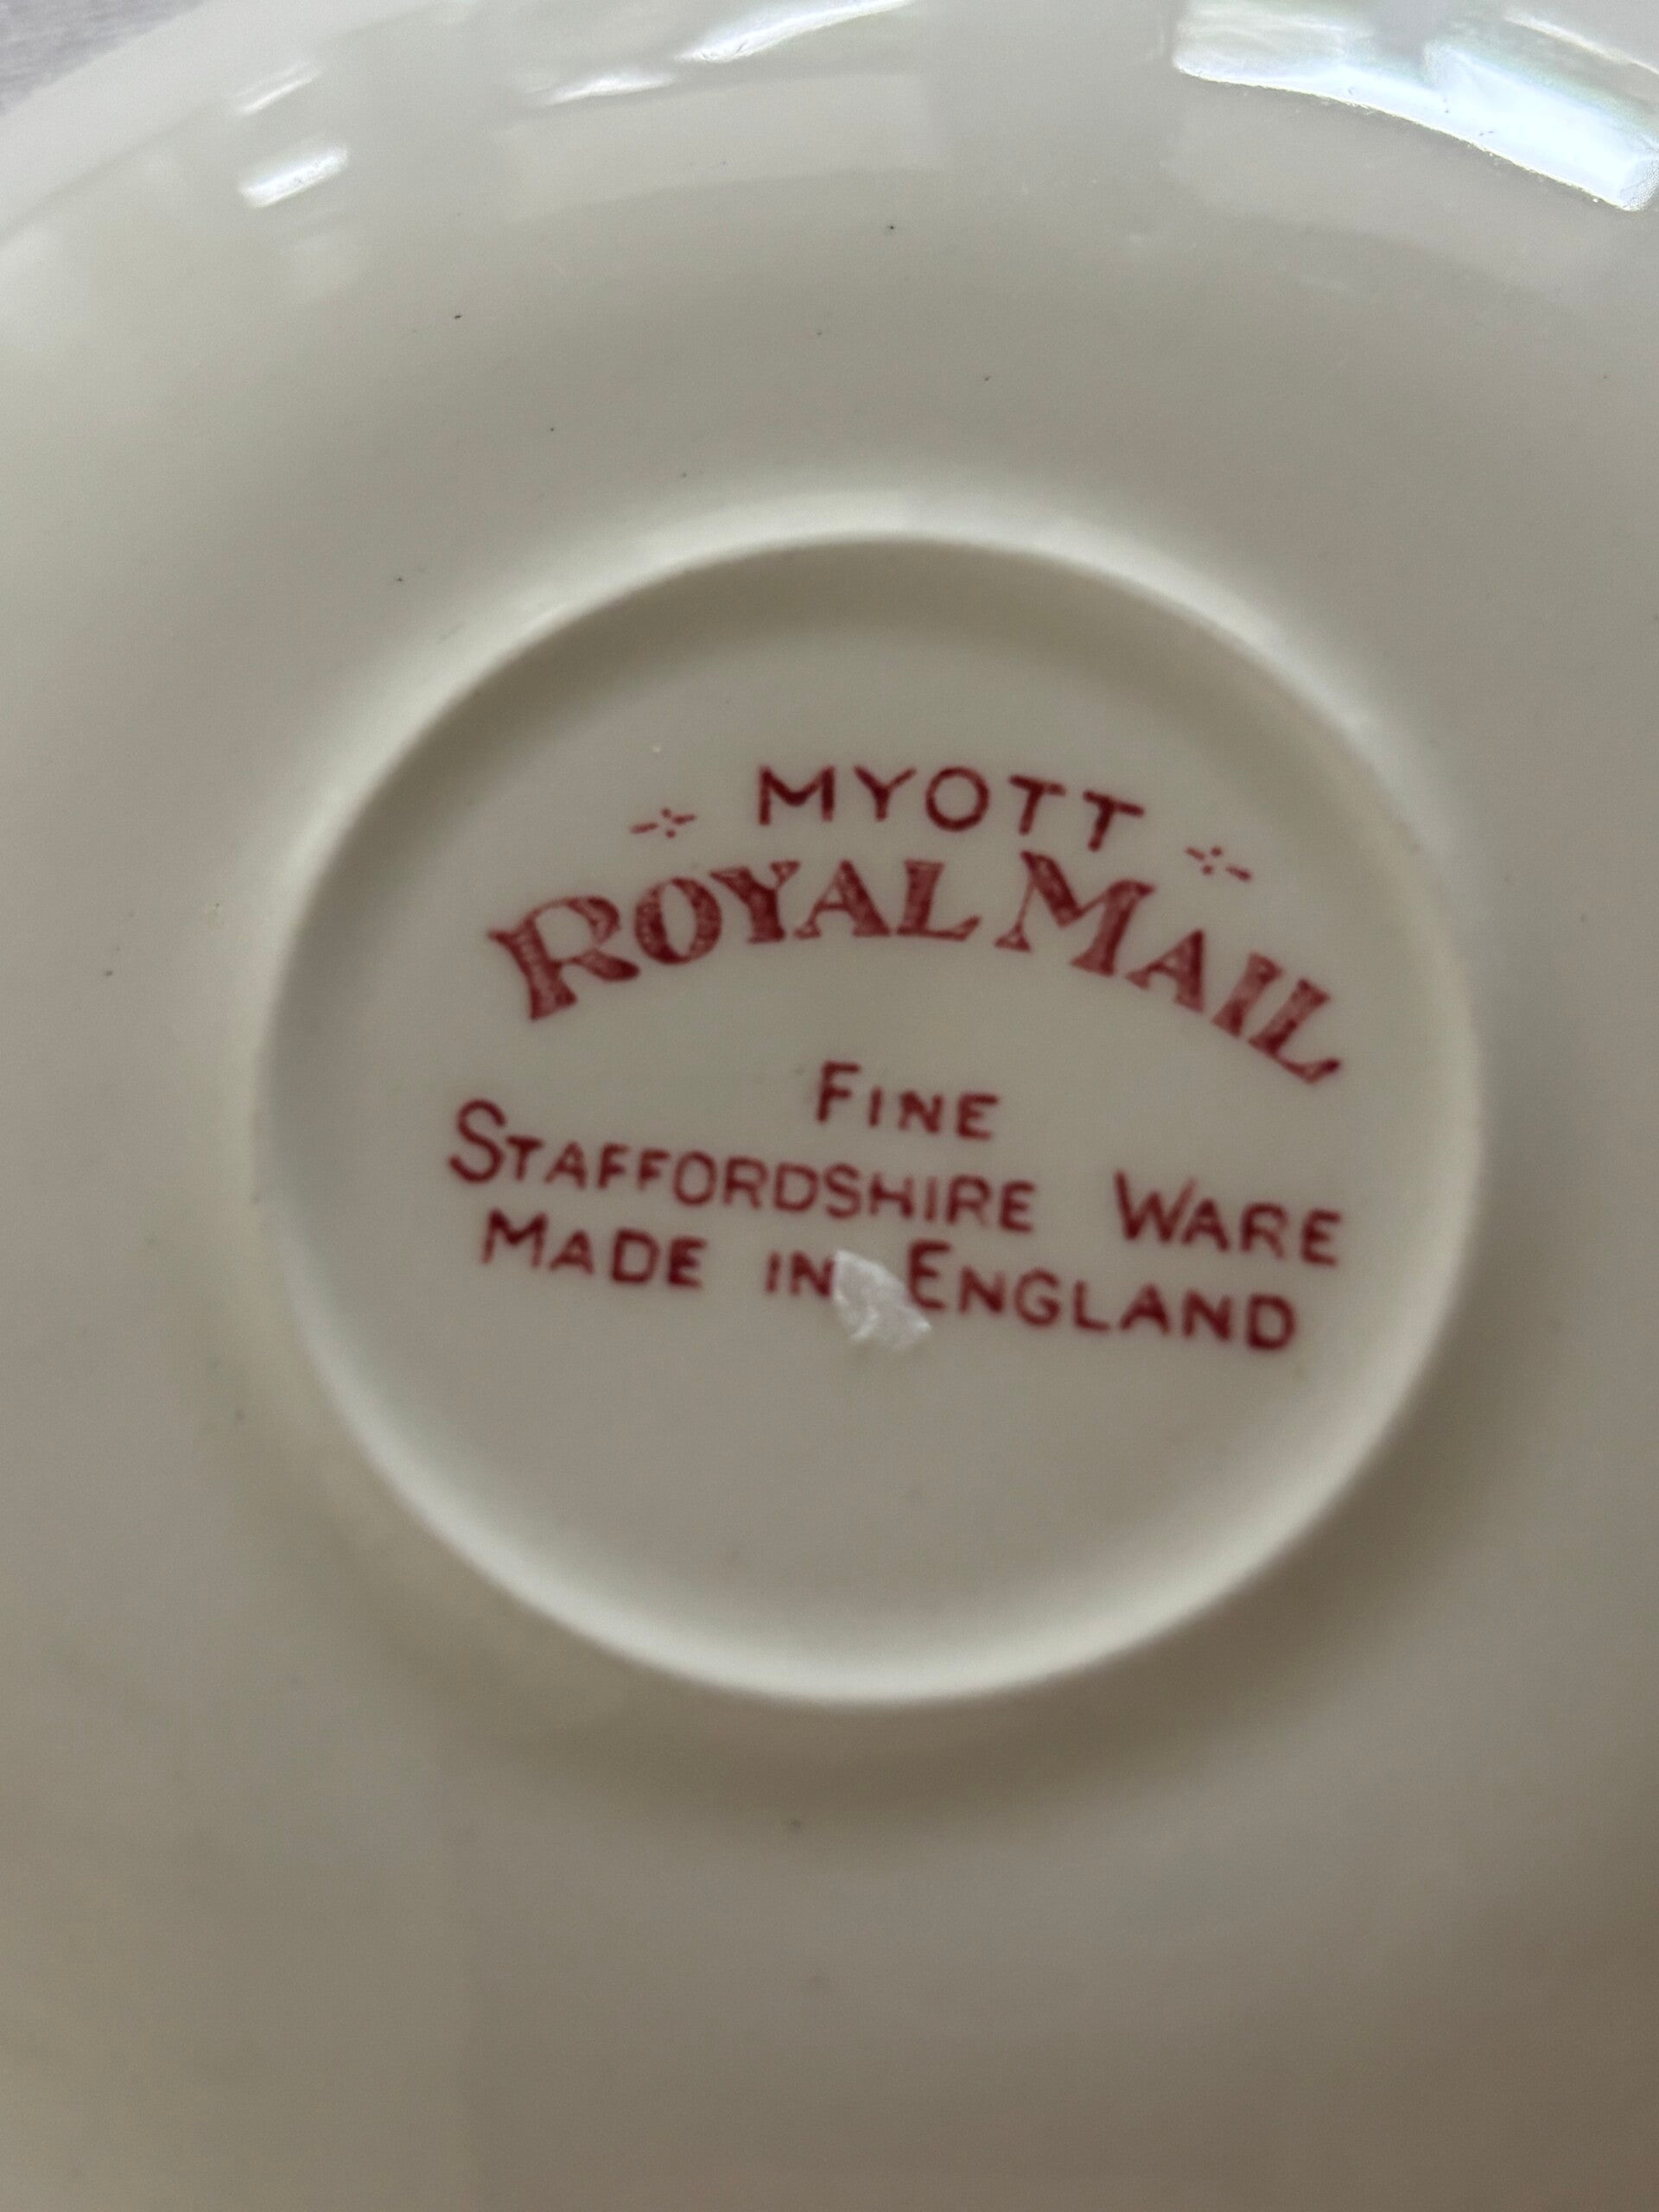 MYOTT
ROYAL MAIL
FINE
STAFFORDSHIRE WARE
MADE IN ENGLAND